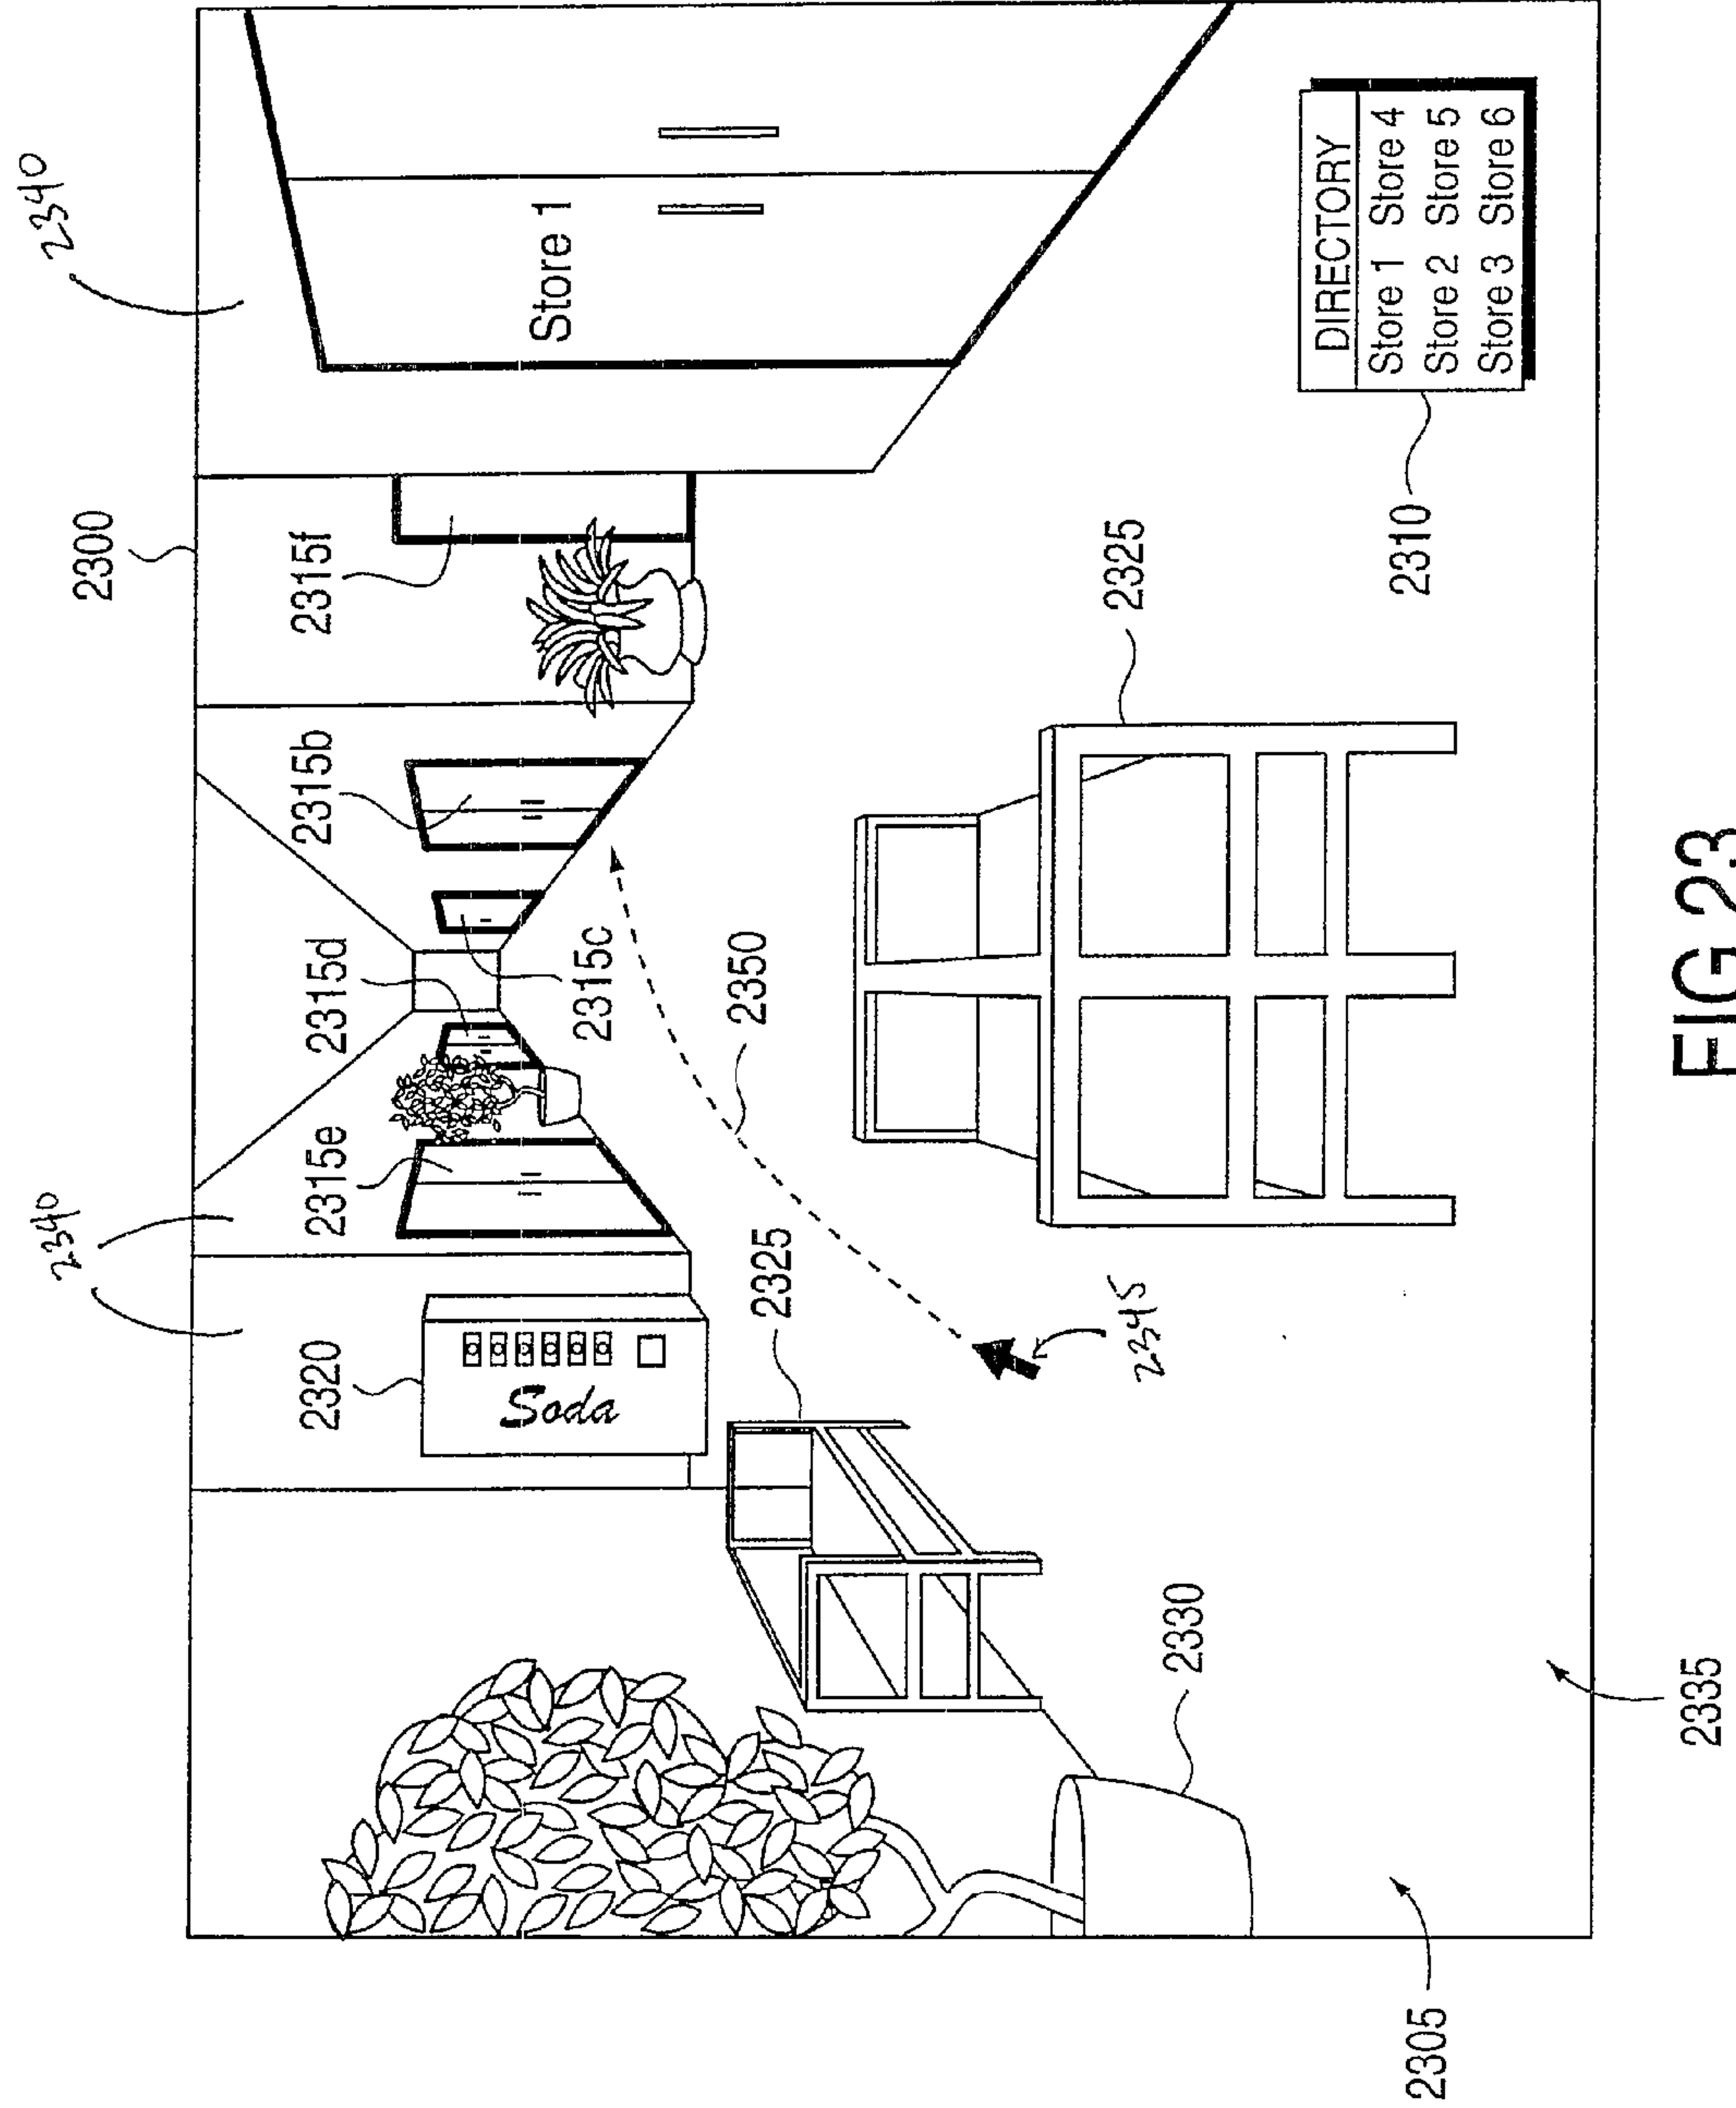 2340
2300
2340
2320
2315e
2315d
2315b
2315f
Store 1
Soda
2315c
2325
2350
2325
2345
2330
DIRECTORY
Store 1 Store 4
Store 2 Store 5
Store 3 Store 6
2310
2305
2335
FIG 23